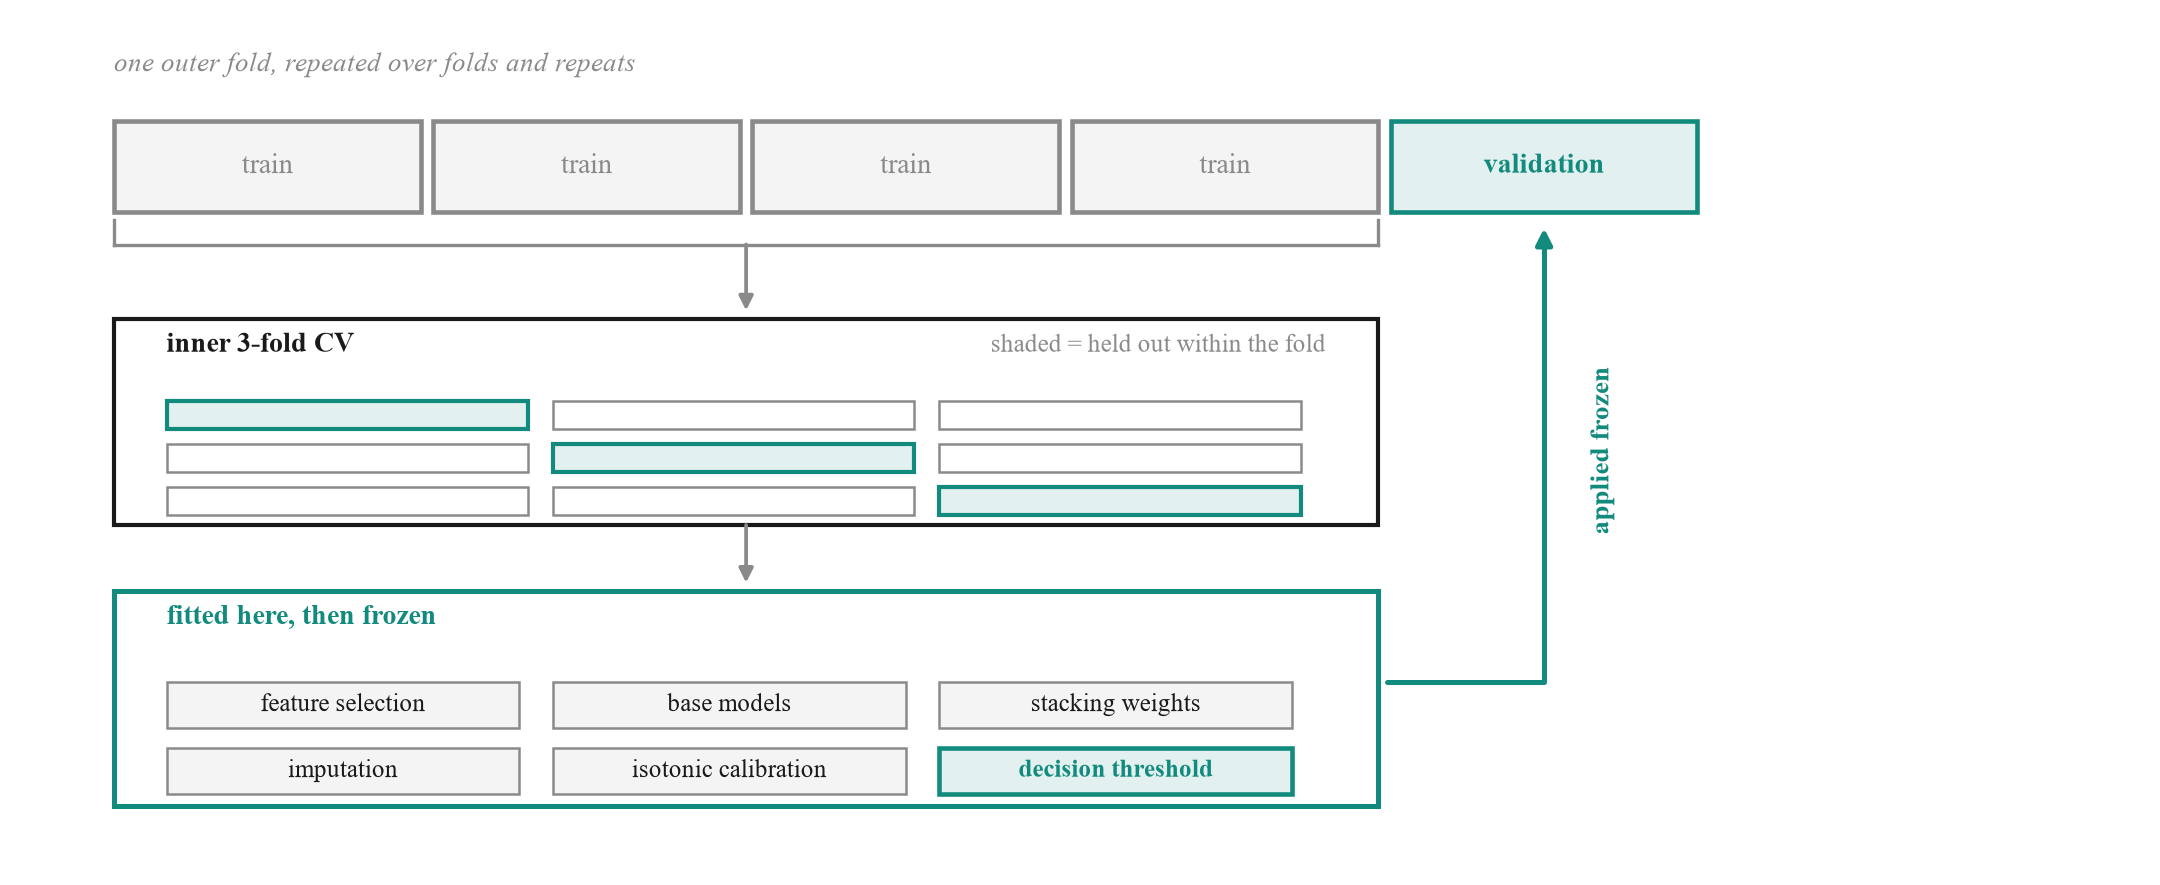 one outer fold, repeated over folds and repeats
train
train
train
train
validation
inner 3-fold CV
shaded = held out within the fold
applied frozen
fitted here, then frozen
feature selection
base models
stacking weights
imputation
isotonic calibration
decision threshold